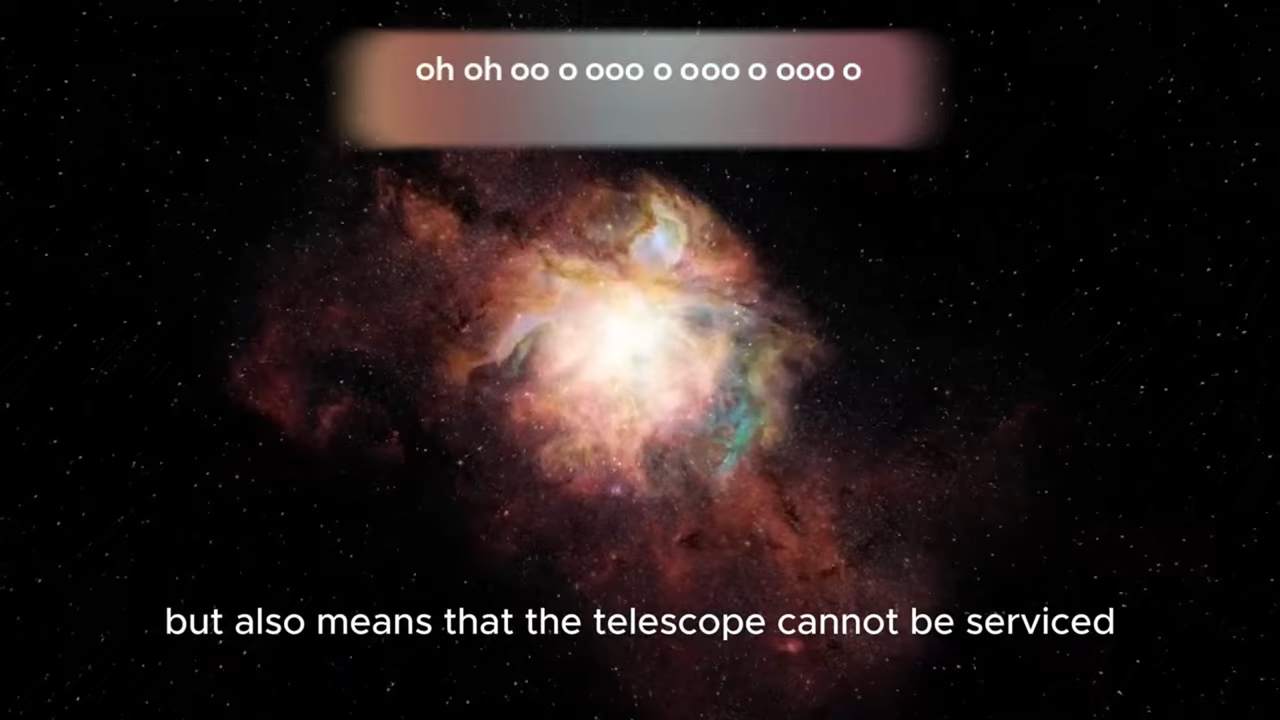 oh oh oo o ooo o ooo o ooo o
but also means that the telescope cannot be serviced